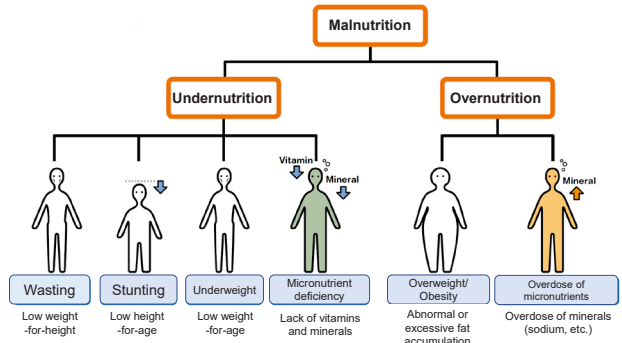 Malnutrition
Undernutrition
Overnutrition
Vitamin
Mineral
Mineral
Wasting
Stunting
Underweight
Micronutrient
deficiency
Overweight/
Obesity
Overdose of
micronutrients
Low weight
-for-height
Low height
-for-age
Low weight
-for-age
Lack of vitamins
and minerals
Abnormal or
excessive fat
accumulation
Overdose of minerals
(sodium, etc.)